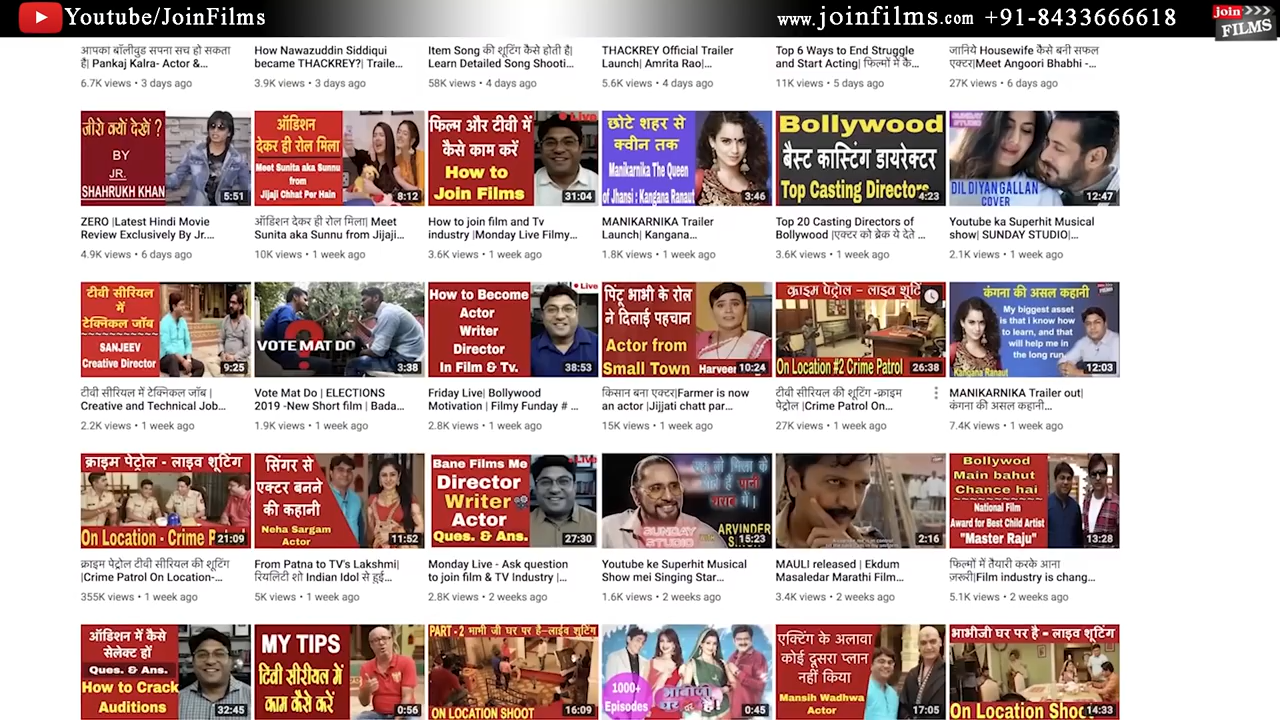 Youtube/JoinFilms
www.joinfilms.com +91-8433666618
join
FILMS
आपका बॉलीवुड सपना सच हो सकता
है| Pankaj Kalra- Actor &...
6.7K views • 3 days ago
How Nawazuddin Siddiqui
became THACKREY?| Traile...
3.9K views • 3 days ago
Item Song की शूटिंग कैसे होती है|
Learn Detailed Song Shooti...
58K views • 4 days ago
THACKREY Official Trailer
Launch| Amrita Rao|...
5.6K views • 4 days ago
Top 6 Ways to End Struggle
and Start Acting| फिल्मों में कै...
11K views • 5 days ago
जानिये Housewife कैसे बनी सफल
एक्टर|Meet Angoori Bhabhi -...
27K views • 6 days ago
जीरो क्यों देखें ?
BY
JR.
SHAHRUKH KHAN
5:51
ऑडिशन
देकर ही रोल मिला
Meet Sunita aka Sunnu
from
Jijaji Chhat Per Hain
8:12
Live
फिल्म और टीवी में
कैसे काम करें
How to
Join Films
31:04
छोटे शहर से
क्वीन तक
Manikarnika The Queen
of Jhansi : Kangana Ranaut
3:46
Bollywood
बैस्ट कास्टिंग डायरेक्टर
Top Casting Directors
4:23
SUNDAY
STUDIO
DIL DIYAN GALLAN
COVER
12:47
ZERO |Latest Hindi Movie
Review Exclusively By Jr....
4.9K views • 6 days ago
ऑडिशन देकर ही रोल मिला| Meet
Sunita aka Sunnu from Jijaji...
10K views • 1 week ago
How to join film and Tv
industry |Monday Live Filmy...
3.6K views • 1 week ago
MANIKARNIKA Trailer
Launch| Kangana...
1.8K views • 1 week ago
Top 20 Casting Directors of
Bollywood |एक्टर को ब्रेक ये देते ...
3.6K views • 1 week ago
Youtube ka Superhit Musical
show| SUNDAY STUDIO|...
2.1K views • 1 week ago
टीवी सीरियल
में
टेक्निकल जॉब
SANJEEV
Creative Director
9:25
VOTE MAT DO
3:38
Live
How to Become
Actor
Writer
Director
In Film & Tv.
38:53
पिंटू भाभी के रोल
ने दिलाई पहचान
Actor from
Small Town
Harveer
10:24
क्राइम पेट्रोल - लाइव शूटिं
On Location #2 Crime Patrol
26:38
कंगना की असल कहानी
My biggest
asset is that i know how
to learn, and that
will help me in
the long run.
Kangana Ranaut
12:03
टीवी सीरियल में टेक्निकल जॉब |
Creative and Technical Job...
2.2K views • 1 week ago
Vote Mat Do | ELECTIONS
2019 -New Short film | Bada...
1.9K views • 1 week ago
Friday Live| Bollywood
Motivation | Filmy Funday # ...
2.8K views • 1 week ago
किसान बना एक्टर|Farmer is now
an actor |Jijjati chatt par...
15K views • 1 week ago
टीवी सीरियल की शूटिंग -क्राइम
पेट्रोल |Crime Patrol On...
27K views • 1 week ago
MANIKARNIKA Trailer out|
कंगना की असल कहानी...
7.4K views • 1 week ago
क्राइम पेट्रोल - लाइव शूटिंग
On Location - Crime P
21:09
सिंगर से
एक्टर बनने
की कहानी
Neha Sargam
Actor
11:52
Bane Films Me
Director
Writer
Actor
Ques. & Ans.
27:30
SUNDAY
STUDIO
ARVINDER
15:23
2:16
Bollywod
Main bahut
Chance hai
National Film
Award for Best Child Artist
"Master Raju"
13:28
क्राइम पेट्रोल टीवी सीरियल की शूटिंग
|Crime Patrol On Location-...
355K views • 1 week ago
From Patna to TV's Lakshmi|
रियलिटी शो Indian Idol से हुई...
5K views • 1 week ago
Monday Live - Ask question
to join film & TV Industry |...
2.8K views • 2 weeks ago
Youtube ke Superhit Musical
Show mei Singing Star...
1.6K views • 2 weeks ago
MAULI released | Ekdum
Masaledar Marathi Film...
3.4K views • 2 weeks ago
फिल्मों में तैयारी करके आना
ज़रूरी|Film industry is chang...
5.1K views • 2 weeks ago
ऑडिशन में कैसे
सेलेक्ट हों
Ques. & Ans.
How to Crack
Auditions
32:45
MY TIPS
टिवी सीरियल में
काम कैसे करें
0:56
PART - 2 भाभी जी घर पर है-लाईव शूटिंग
ON LOCATION SHOOT
16:09
1000+
Episodes
0:45
एक्टिंग के अलावा
कोई दूसरा प्लान
नहीं किया
Mansih Wadhwa
Actor
17:05
भाभीजी घर पर है - लाइव शूटिंग
On Location Shoot
14:33